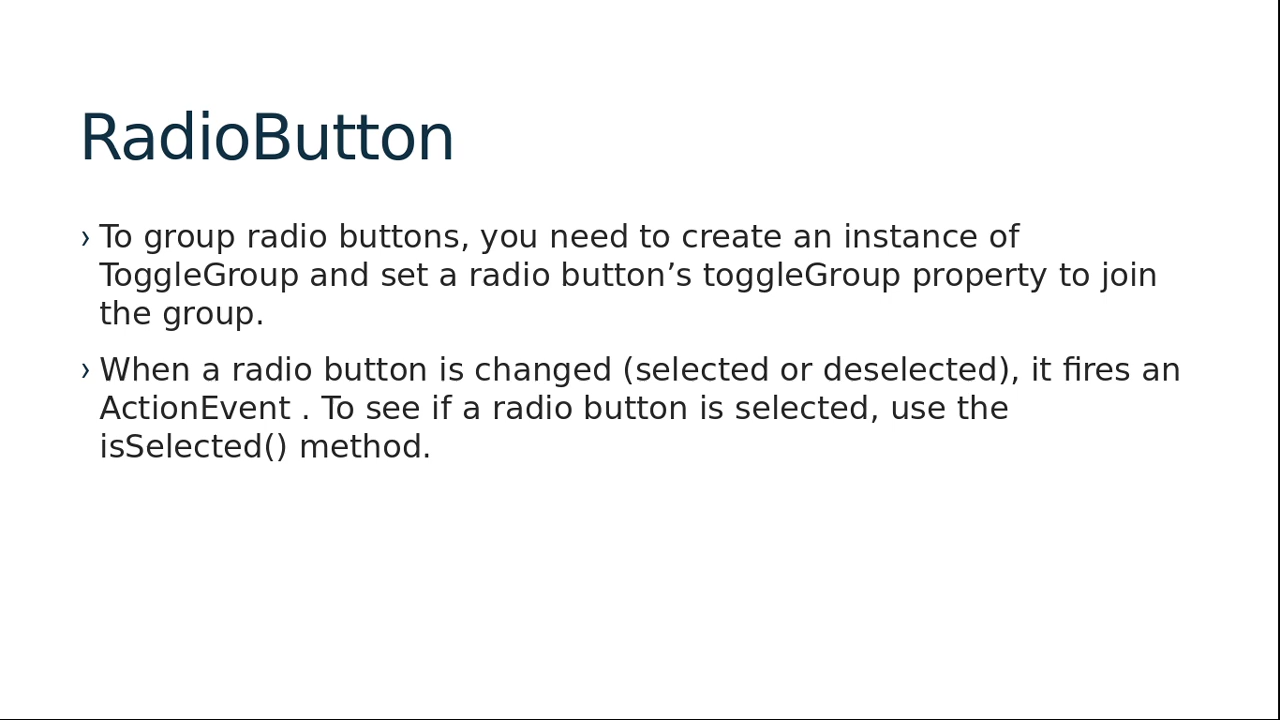 RadioButton
› To group radio buttons, you need to create an instance of
ToggleGroup and set a radio button’s toggleGroup property to join
the group.
› When a radio button is changed (selected or deselected), it fires an
ActionEvent . To see if a radio button is selected, use the
isSelected() method.